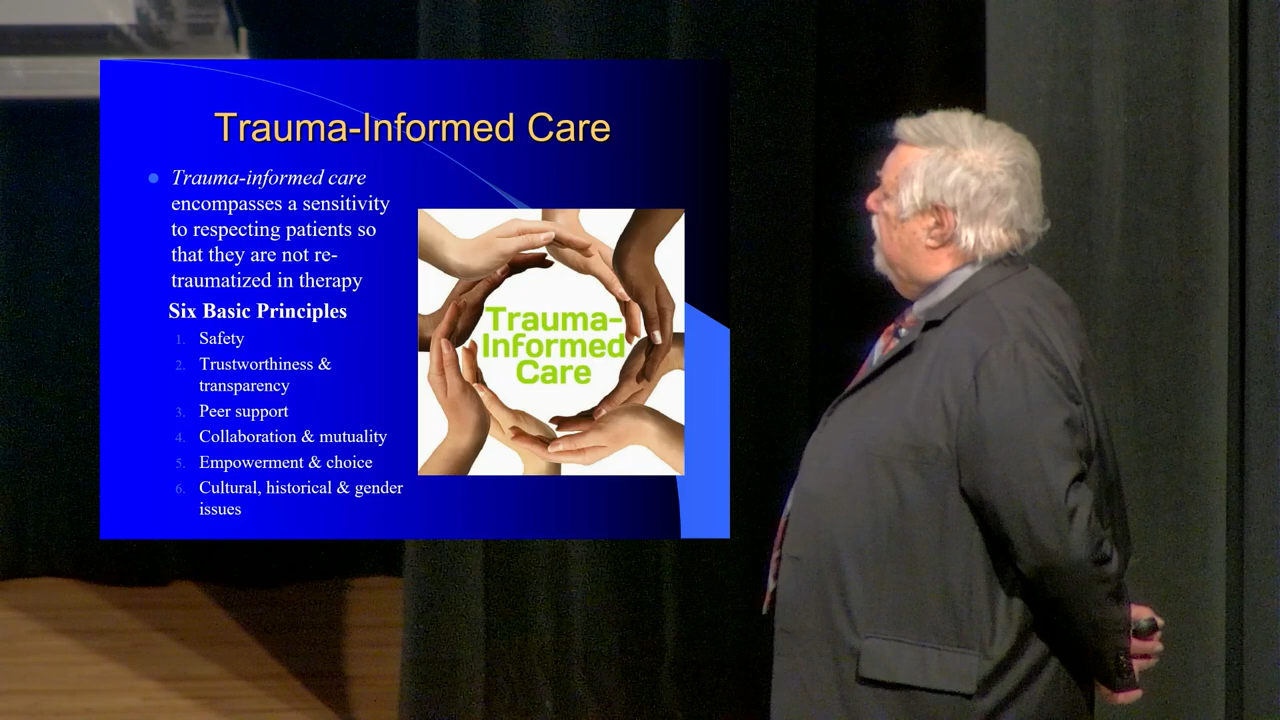 Trauma-Informed Care
Trauma-informed care
encompasses a sensitivity
to respecting patients so
that they are not re-
traumatized in therapy
Six Basic Principles
1. Safety
2. Trustworthiness &
transparency
3. Peer support
4. Collaboration & mutuality
5. Empowerment & choice
6. Cultural, historical & gender
issues
Trauma-
Informed
Care